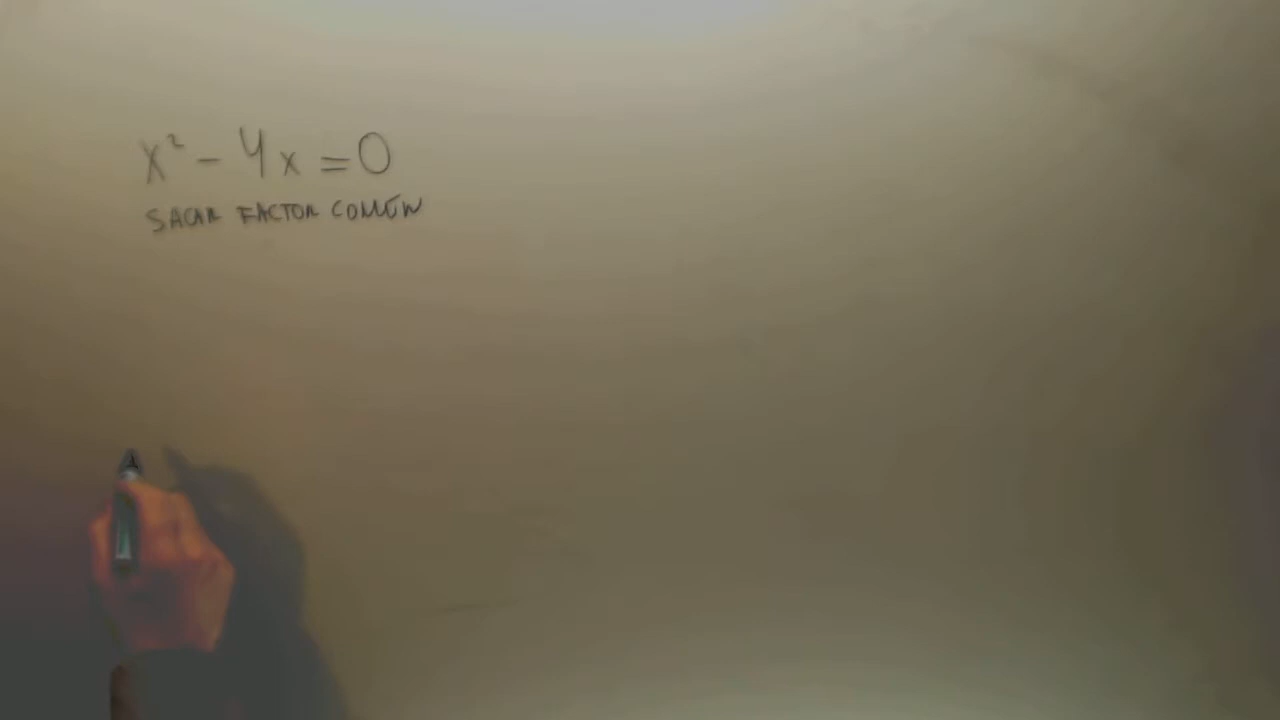 x² - 4x = 0
SACAR FACTOR COMÚN